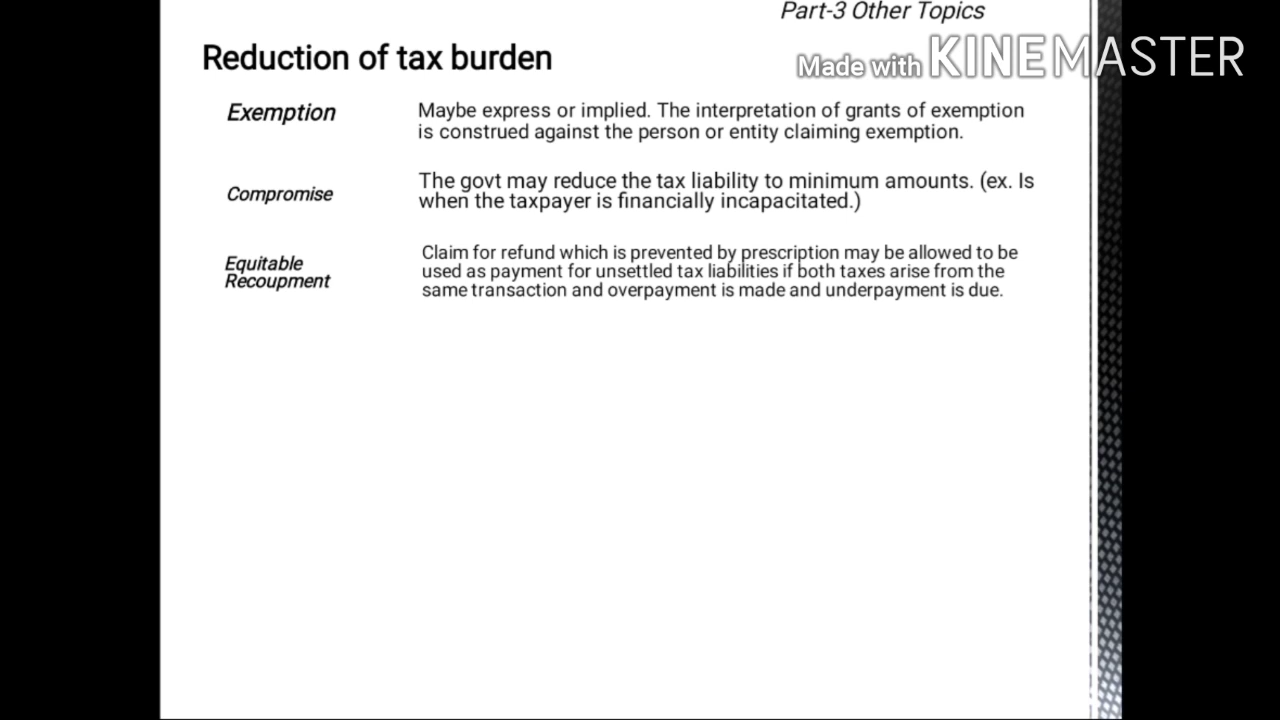 Part-3 Other Topics
Made with KINEMASTER
Reduction of tax burden
Exemption
Maybe express or implied. The interpretation of grants of exemption
is construed against the person or entity claiming exemption.
Compromise
The govt may reduce the tax liability to minimum amounts. (ex. Is
when the taxpayer is financially incapacitated.)
Equitable
Recoupment
Claim for refund which is prevented by prescription may be allowed to be
used as payment for unsettled tax liabilities if both taxes arise from the
same transaction and overpayment is made and underpayment is due.